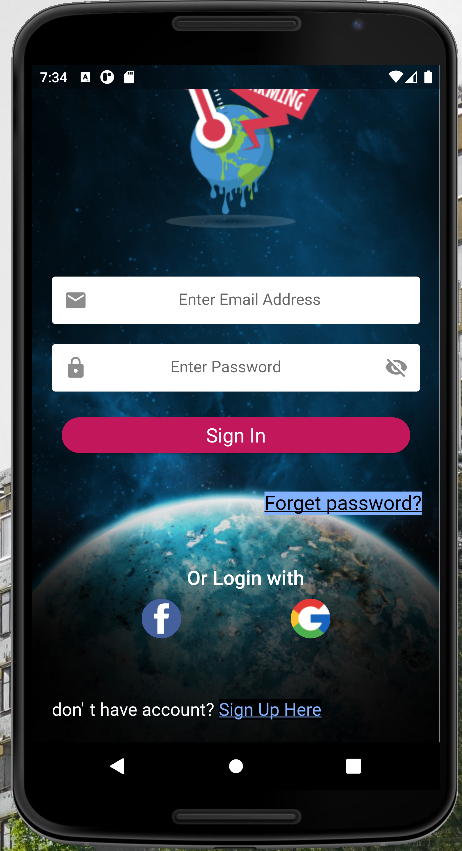 7:34
Enter Email Address
Enter Password
Sign In
Forget password?
Or Login with
don' t have account? Sign Up Here